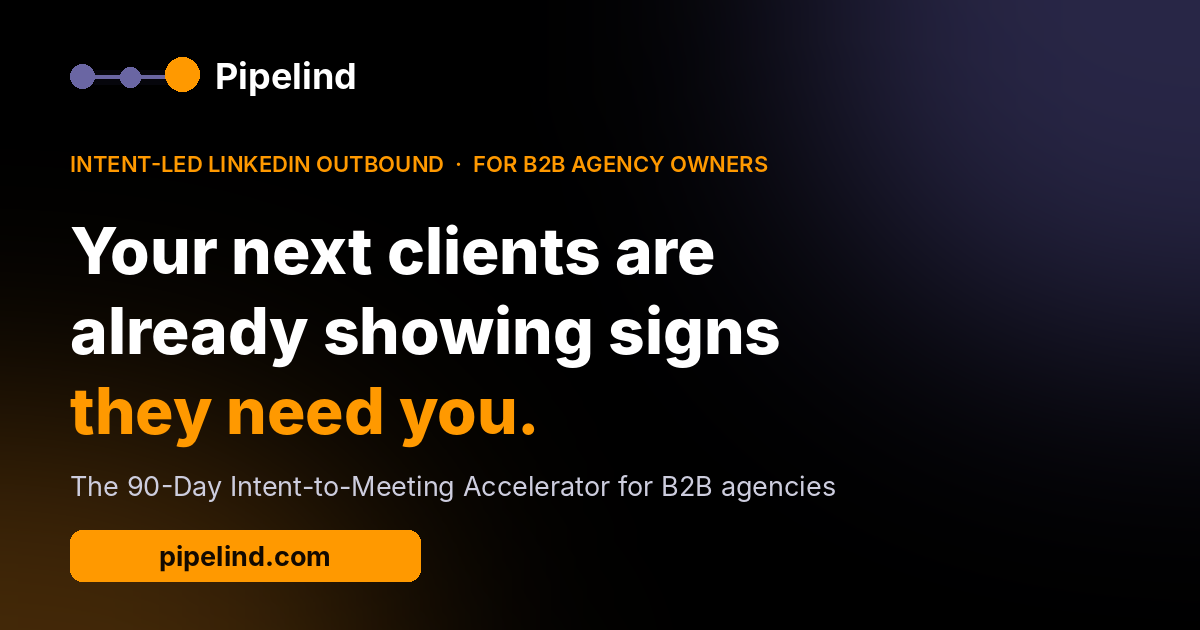 Pipelind
INTENT-LED LINKEDIN OUTBOUND · FOR B2B AGENCY OWNERS
Your next clients are
already showing signs
they need you.
The 90-Day Intent-to-Meeting Accelerator for B2B agencies
pipelind.com